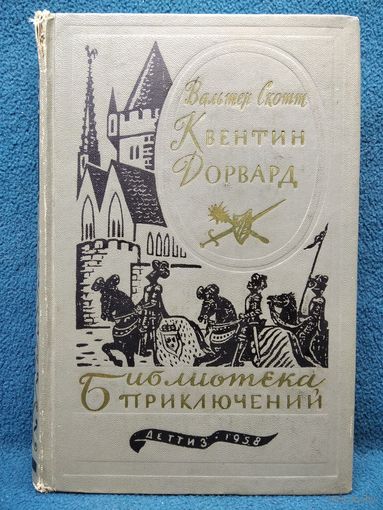 Вальтер Скотт
Квентин
Дорвард
Библиотека
приключений
ДЕТГИЗ · 1958